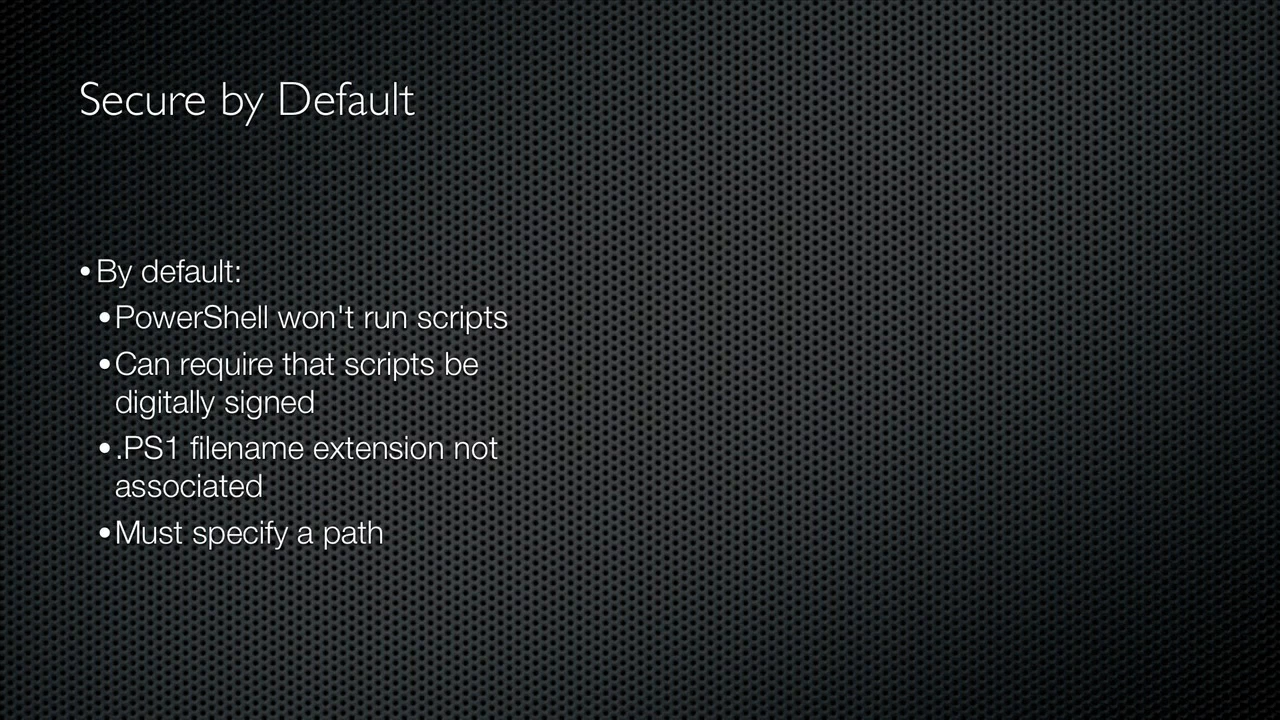 Secure by Default
•By default:
•PowerShell won't run scripts
•Can require that scripts be
digitally signed
•.PS1 filename extension not
associated
•Must specify a path